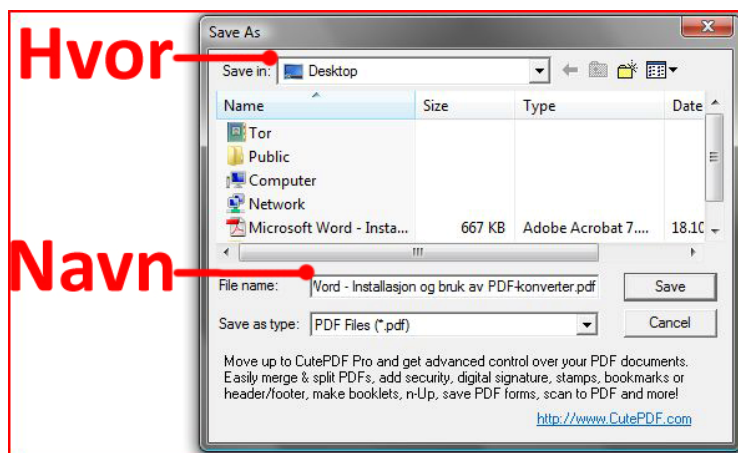 Save As
Hvor
Save in: Desktop
Name Size Type Date
Tor
Public
Computer
Network
Microsoft Word - Insta... 667 KB Adobe Acrobat 7.... 18.10
Navn
File name: Word - Installasjon og bruk av PDF-konverter.pdf Save
Save as type: PDF Files (*.pdf) Cancel
Move up to CutePDF Pro and get advanced control over your PDF documents.
Easily merge & split PDFs, add security, digital signature, stamps, bookmarks or
header/footer, make booklets, n-Up, save PDF forms, scan to PDF and more!
http://www.CutePDF.com